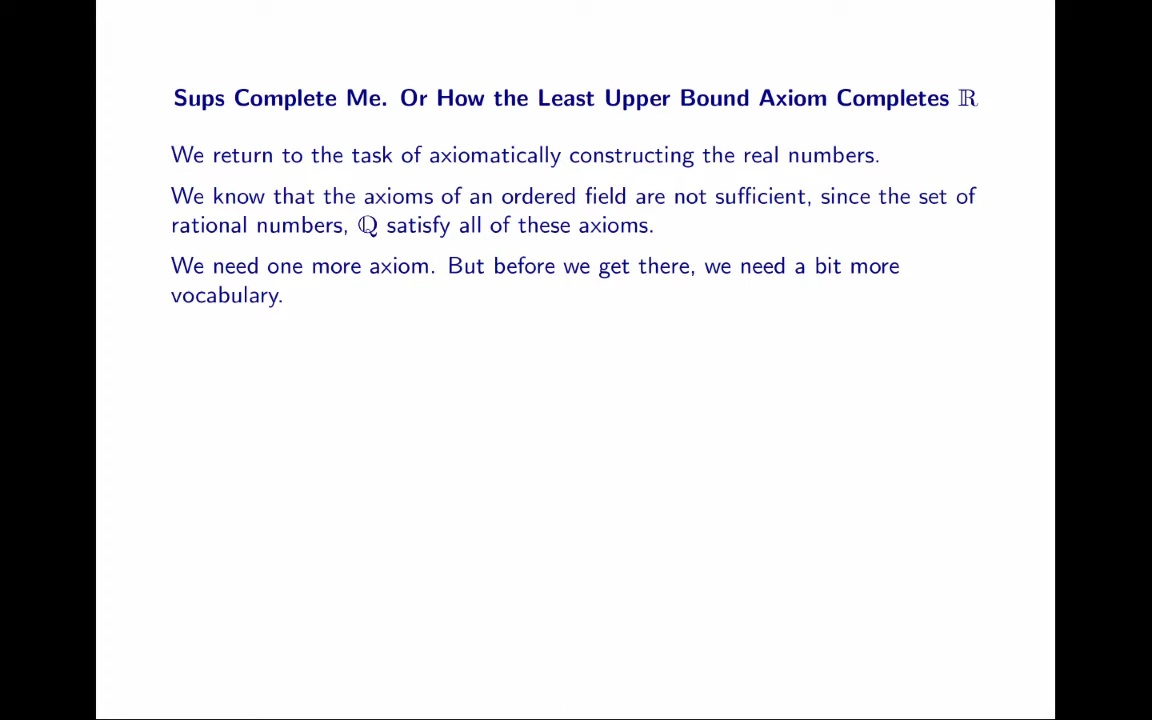 Sups Complete Me. Or How the Least Upper Bound Axiom Completes ℝ
We return to the task of axiomatically constructing the real numbers.
We know that the axioms of an ordered field are not sufficient, since the set of
rational numbers, ℚ satisfy all of these axioms.
We need one more axiom. But before we get there, we need a bit more
vocabulary.